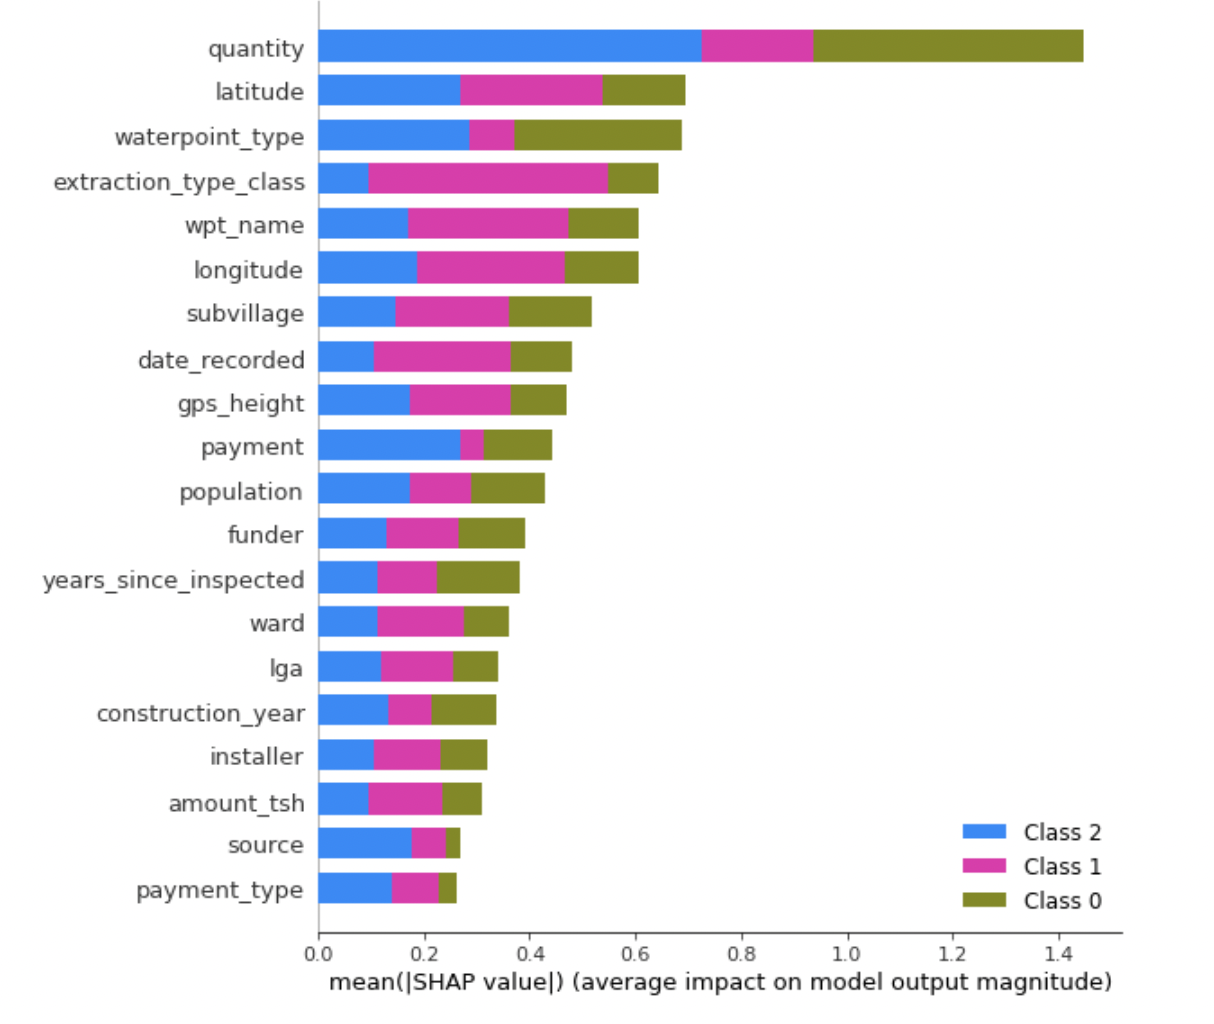 quantity
latitude
waterpoint_type
extraction_type_class
wpt_name
longitude
subvillage
date_recorded
gps_height
payment
population
funder
years_since_inspected
ward
lga
construction_year
installer
amount_tsh
source
payment_type
Class 2
Class 1
Class 0
0.0 0.2 0.4 0.6 0.8 1.0 1.2 1.4
mean(|SHAP value|) (average impact on model output magnitude)